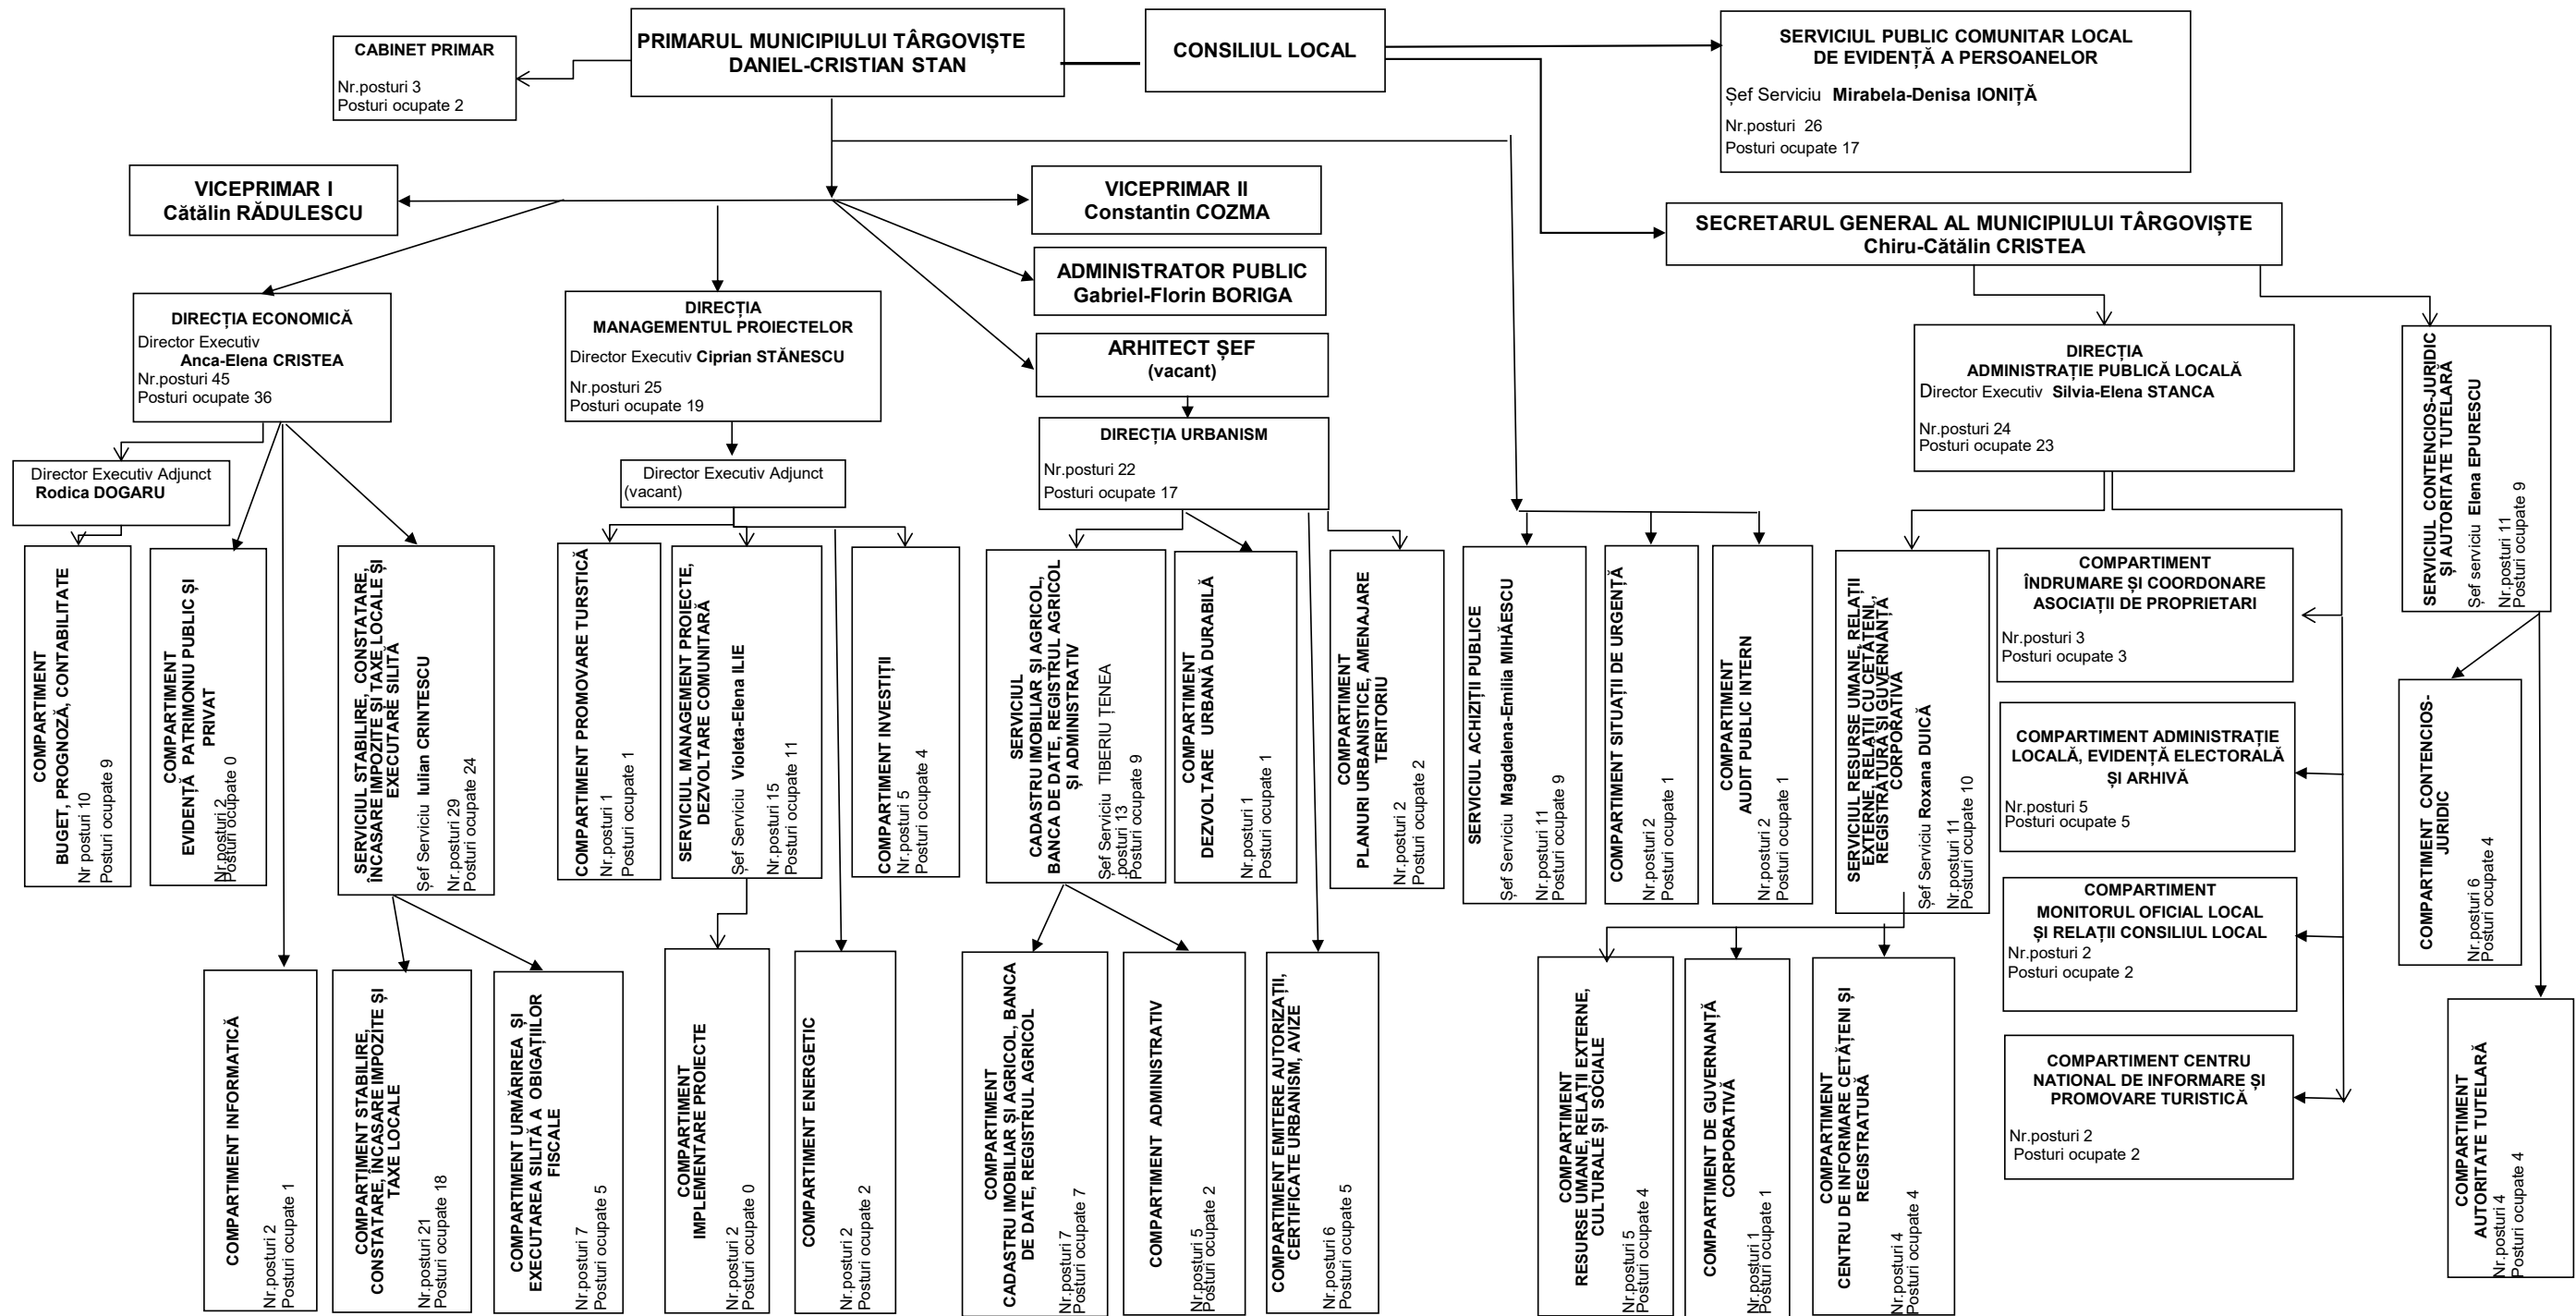 CABINET PRIMAR
Nr.posturi 3
Posturi ocupate 2
PRIMARUL MUNICIPIULUI TÂRGOVIȘTE
DANIEL-CRISTIAN STAN
CONSILIUL LOCAL
SERVICIUL PUBLIC COMUNITAR LOCAL
DE EVIDENȚĂ A PERSOANELOR
Șef Serviciu Mirabela-Denisa IONIȚĂ
Nr.posturi 26
Posturi ocupate 17
VICEPRIMAR I
Cătălin RĂDULESCU
VICEPRIMAR II
Constantin COZMA
SECRETARUL GENERAL AL MUNICIPIULUI TÂRGOVIȘTE
Chiru-Cătălin CRISTEA
ADMINISTRATOR PUBLIC
Gabriel-Florin BORIGA
DIRECȚIA ECONOMICĂ
Director Executiv
Anca-Elena CRISTEA
Nr.posturi 45
Posturi ocupate 36
DIRECȚIA
MANAGEMENTUL PROIECTELOR
Director Executiv Ciprian STĂNESCU
Nr.posturi 25
Posturi ocupate 19
ARHITECT ȘEF
(vacant)
DIRECȚIA
ADMINISTRAȚIE PUBLICĂ LOCALĂ
Director Executiv Silvia-Elena STANCA
Nr.posturi 24
Posturi ocupate 23
SERVICIUL CONTENCIOS-JURIDIC
ȘI AUTORITATE TUTELARĂ
Șef serviciu Elena EPURESCU
Nr.posturi 11
Posturi ocupate 9
DIRECȚIA URBANISM
Nr.posturi 22
Posturi ocupate 17
Director Executiv Adjunct
Rodica DOGARU
Director Executiv Adjunct
(vacant)
COMPARTIMENT
BUGET, PROGNOZĂ, CONTABILITATE
Nr posturi 10
Posturi ocupate 9
COMPARTIMENT
EVIDENȚĂ PATRIMONIU PUBLIC ȘI
PRIVAT
Nr.posturi 2
Posturi ocupate 0
SERVICIUL STABILIRE, CONSTATARE,
ÎNCASARE IMPOZITE ȘI TAXE LOCALE ȘI
EXECUTARE SILITĂ
Șef Serviciu Iulian CRINTESCU
Nr.posturi 29
Posturi ocupate 24
COMPARTIMENT PROMOVARE TURSTICĂ
Nr.posturi 1
Posturi ocupate 1
SERVICIUL MANAGEMENT PROIECTE,
DEZVOLTARE COMUNITARĂ
Șef Serviciu Violeta-Elena ILIE
Nr.posturi 15
Posturi ocupate 11
COMPARTIMENT INVESTIȚII
Nr.posturi 5
Posturi ocupate 4
SERVICIUL
CADASTRU IMOBILIAR ȘI AGRICOL,
BANCA DE DATE, REGISTRUL AGRICOL
ȘI ADMINISTRATIV
Șef Serviciu TIBERIU ȚENEA
.posturi 13
Posturi ocupate 9
COMPARTIMENT
DEZVOLTARE URBANĂ DURABILĂ
Nr.posturi 1
Posturi ocupate 1
COMPARTIMENT
PLANURI URBANISTICE, AMENAJARE
TERITORIU
Nr.posturi 2
Posturi ocupate 2
SERVICIUL ACHIZIȚII PUBLICE
Șef Serviciu Magdalena-Emilia MIHĂESCU
Nr.posturi 11
Posturi ocupate 9
COMPARTIMENT SITUAȚII DE URGENȚĂ
Nr.posturi 2
Posturi ocupate 1
COMPARTIMENT
AUDIT PUBLIC INTERN
Nr.posturi 2
Posturi ocupate 1
SERVICIUL RESURSE UMANE, RELAȚII
EXTERNE, RELAȚII CU CETĂȚENI,
REGISTRATURĂ ȘI GUVERNANȚĂ
CORPORATIVĂ
Șef Serviciu Roxana DUICĂ
Nr.posturi 11
Posturi ocupate 10
COMPARTIMENT
ÎNDRUMARE ȘI COORDONARE
ASOCIAȚII DE PROPRIETARI
Nr.posturi 3
Posturi ocupate 3
COMPARTIMENT ADMINISTRAȚIE
LOCALĂ, EVIDENȚĂ ELECTORALĂ
ȘI ARHIVĂ
Nr.posturi 5
Posturi ocupate 5
COMPARTIMENT
MONITORUL OFICIAL LOCAL
ȘI RELAȚII CONSILIUL LOCAL
Nr.posturi 2
Posturi ocupate 2
COMPARTIMENT CENTRU
NATIONAL DE INFORMARE ȘI
PROMOVARE TURISTICĂ
Nr.posturi 2
Posturi ocupate 2
COMPARTIMENT CONTENCIOS-
JURIDIC
Nr.posturi 6
Posturi ocupate 4
COMPARTIMENT INFORMATICĂ
Nr.posturi 2
Posturi ocupate 1
COMPARTIMENT STABILIRE,
CONSTATARE, ÎNCASARE IMPOZITE ȘI
TAXE LOCALE
Nr.posturi 21
Posturi ocupate 18
COMPARTIMENT URMĂRIREA ȘI
EXECUTAREA SILITĂ A OBIGAȚIILOR
FISCALE
Nr.posturi 7
Posturi ocupate 5
COMPARTIMENT
IMPLEMENTARE PROIECTE
Nr.posturi 2
Posturi ocupate 0
COMPARTIMENT ENERGETIC
Nr.posturi 2
Posturi ocupate 2
COMPARTIMENT
CADASTRU IMOBILIAR ȘI AGRICOL, BANCA
DE DATE, REGISTRUL AGRICOL
Nr.posturi 7
Posturi ocupate 7
COMPARTIMENT ADMINISTRATIV
Nr.posturi 5
Posturi ocupate 2
COMPARTIMENT EMITERE AUTORIZAȚII,
CERTIFICATE URBANISM, AVIZE
Nr.posturi 6
Posturi ocupate 5
COMPARTIMENT
RESURSE UMANE, RELAȚII EXTERNE,
CULTURALE ȘI SOCIALE
Nr.posturi 5
Posturi ocupate 4
COMPARTIMENT DE GUVERNANȚĂ
CORPORATIVĂ
Nr.posturi 1
Posturi ocupate 1
COMPARTIMENT
CENTRU DE INFORMARE CETĂȚENI ȘI
REGISTRATURĂ
Nr.posturi 4
Posturi ocupate 4
COMPARTIMENT
AUTORITATE TUTELARĂ
Nr.posturi 4
Posturi ocupate 4